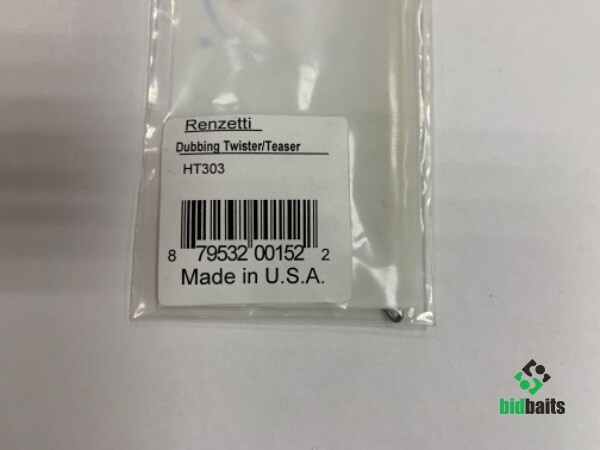 Renzetti
Dubbing Twister/Teaser
HT303
8 79532 00152 2
Made in U.S.A.
bidbaits